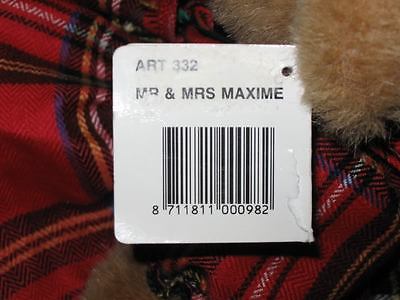 ART 332
MR & MRS MAXIME
8 711811 000982